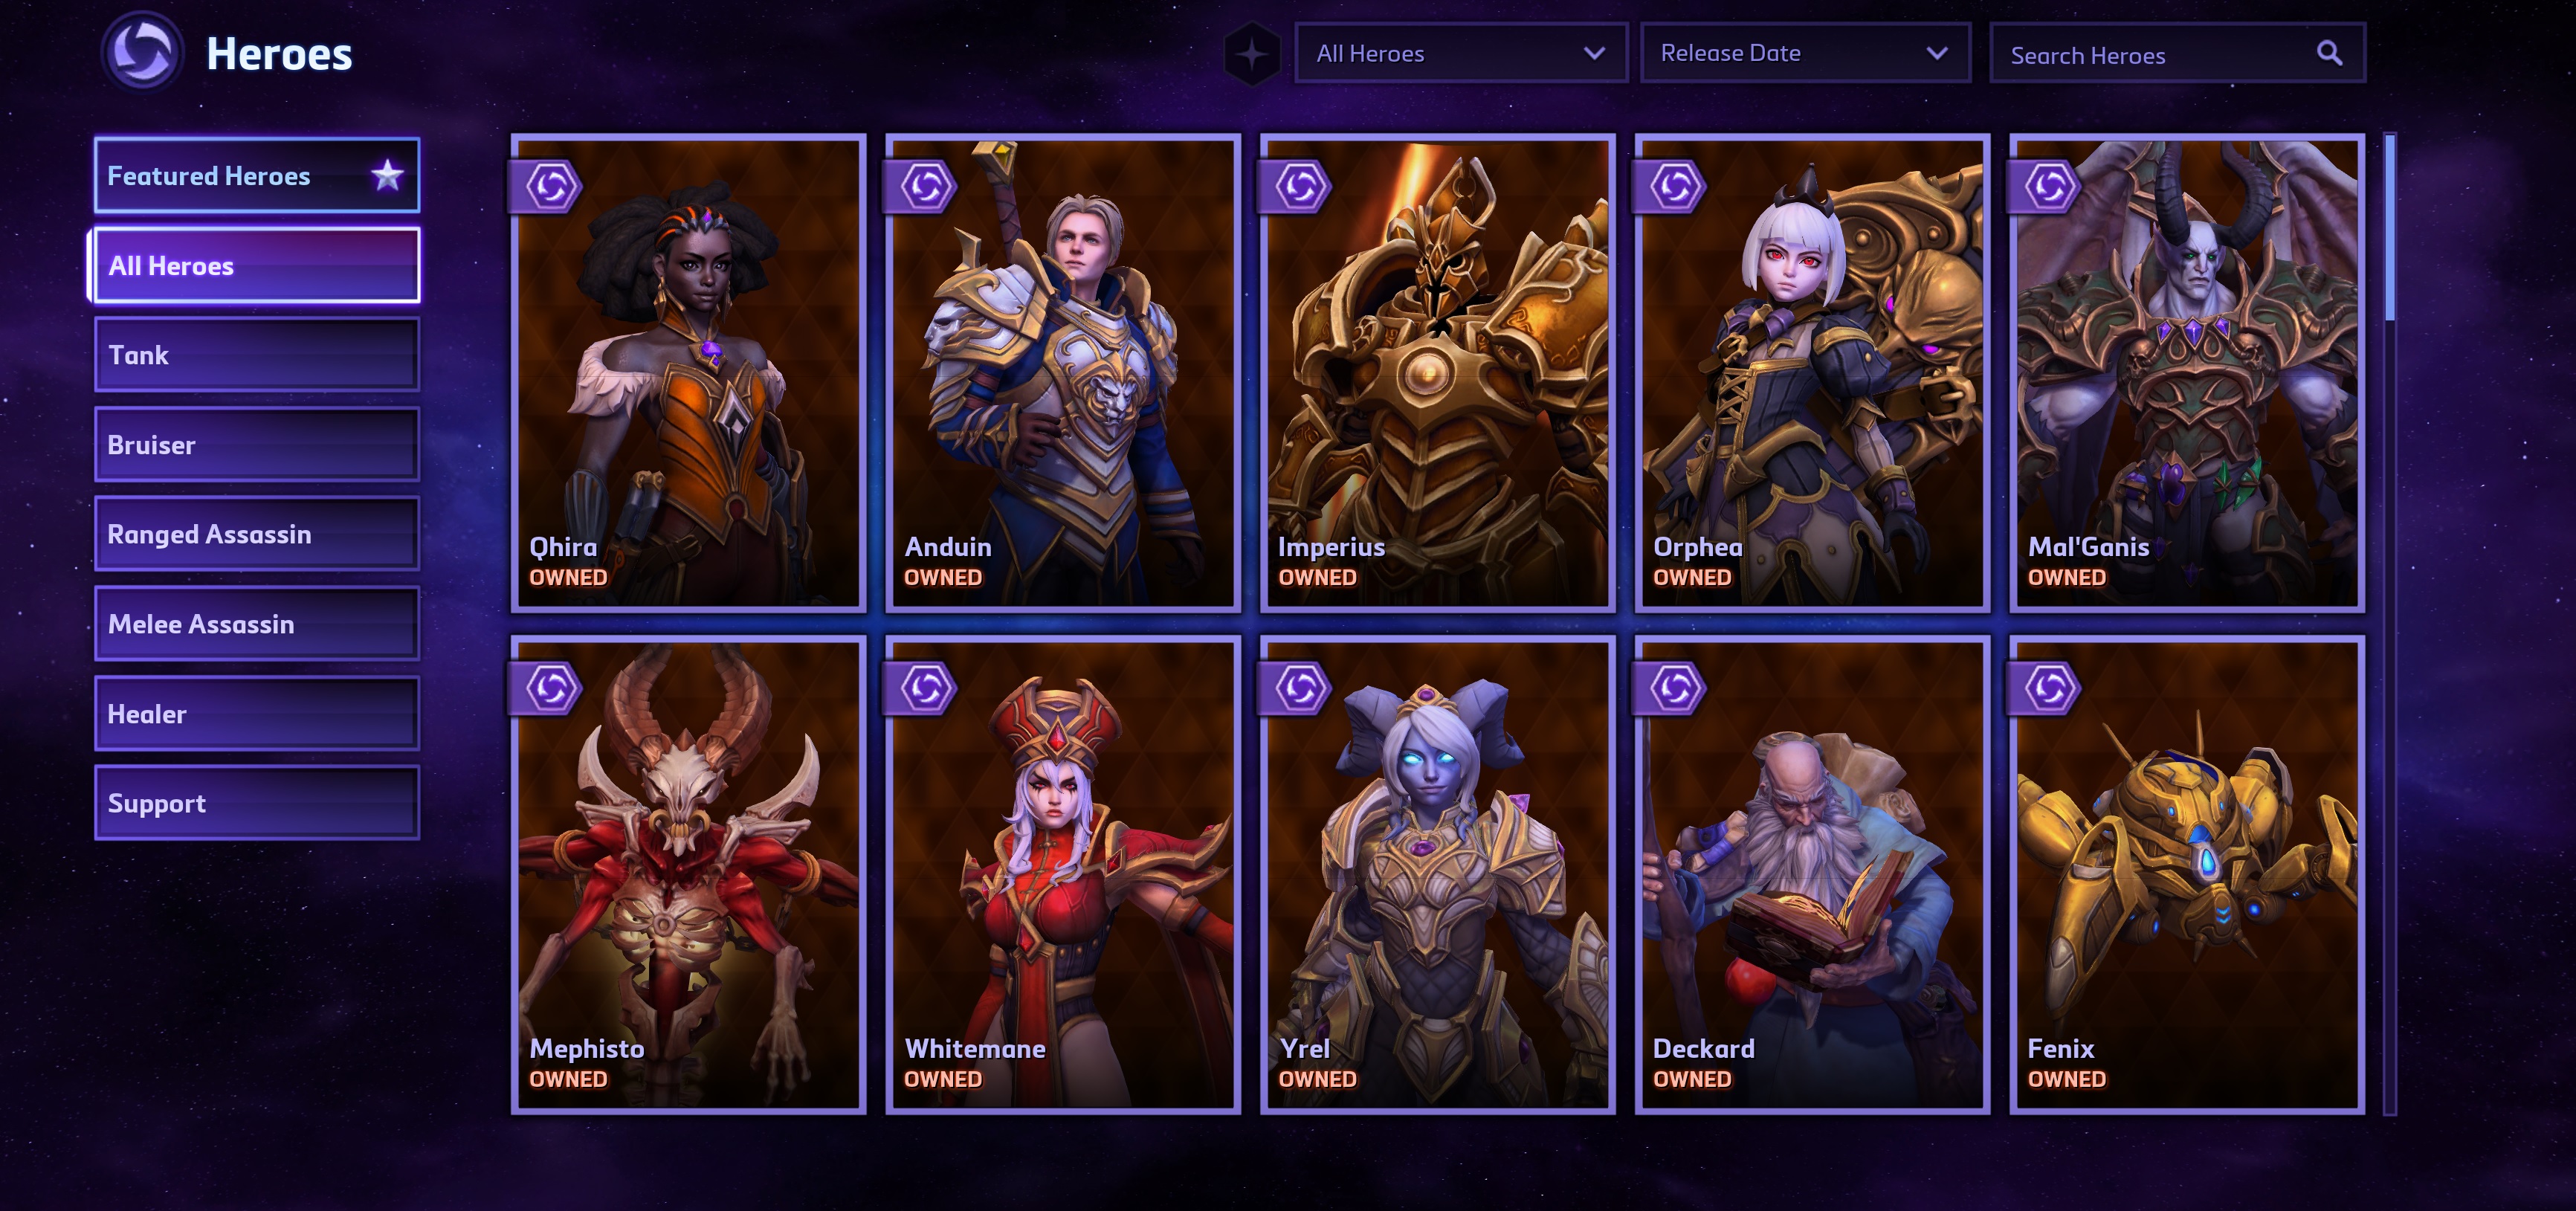 Heroes
All Heroes
Release Date
Search Heroes
Featured Heroes
All Heroes
Tank
Bruiser
Ranged Assassin
Melee Assassin
Healer
Support
Qhira
OWNED
Anduin
OWNED
Imperius
OWNED
Orphea
OWNED
Mal'Ganis
OWNED
Mephisto
OWNED
Whitemane
OWNED
Yrel
OWNED
Deckard
OWNED
Fenix
OWNED